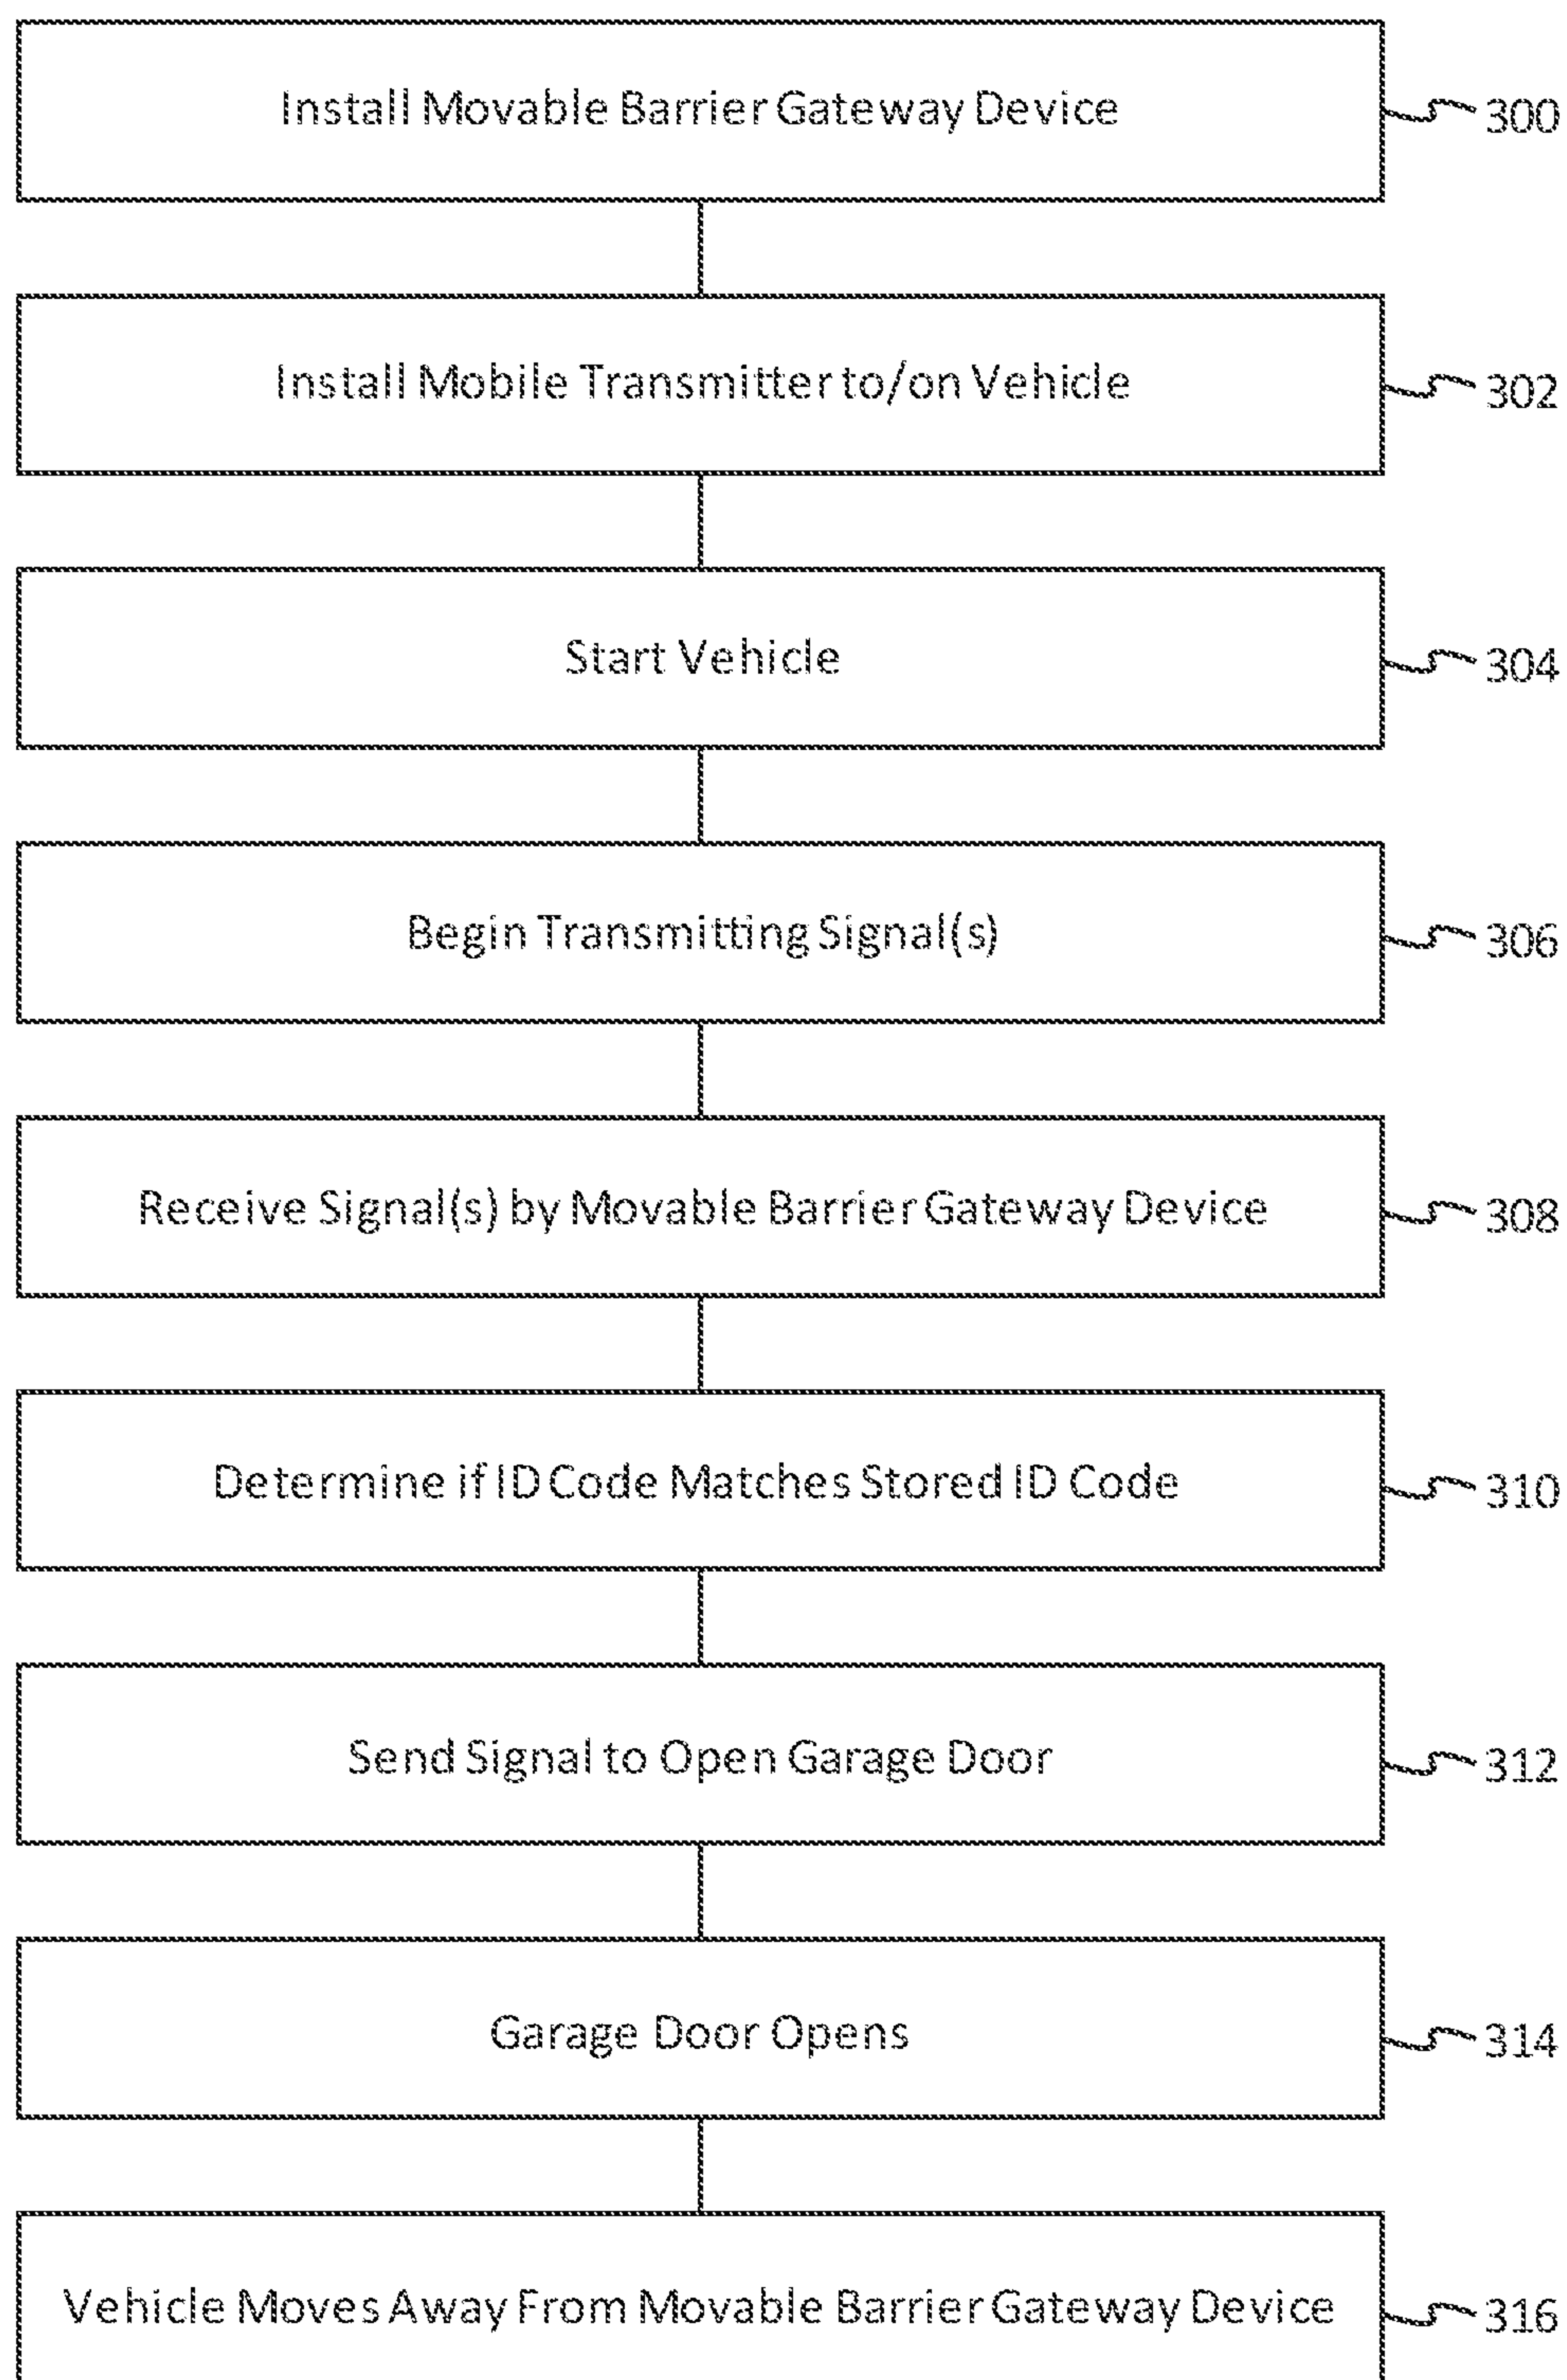 Install Movable Barrier Gateway Device
300
Install Mobile Transmitter to/on Vehicle
302
Start Vehicle
304
Begin Transmitting Signal(s)
306
Receive Signal(s) by Movable Barrier Gateway Device
308
Determine if ID Code Matches Stored ID Code
310
Send Signal to Open Garage Door
312
Garage Door Opens
314
Vehicle Moves Away From Movable Barrier Gateway Device
316